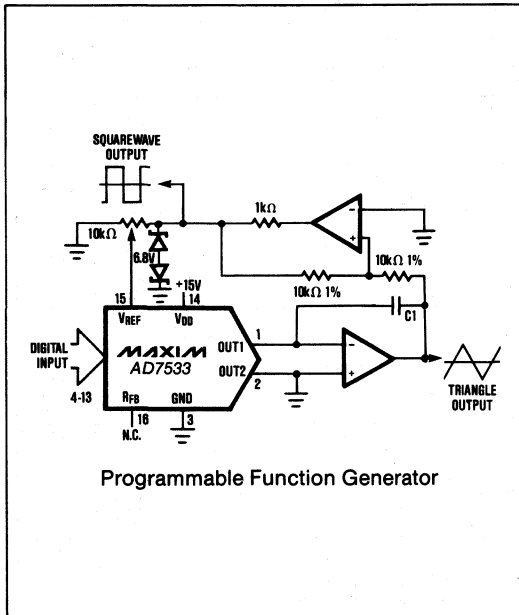 SQUAREWAVE
OUTPUT
1kΩ
−
+
10kΩ
6.8V
10kΩ 1%
10kΩ 1%
+15V
C1
15
14
VREF
VDD
1
OUT1
DIGITAL
INPUT
MAXIM
AD7533
OUT2
2
−
+
4-13
RFB
GND
16
3
N.C.
TRIANGLE
OUTPUT
Programmable Function Generator